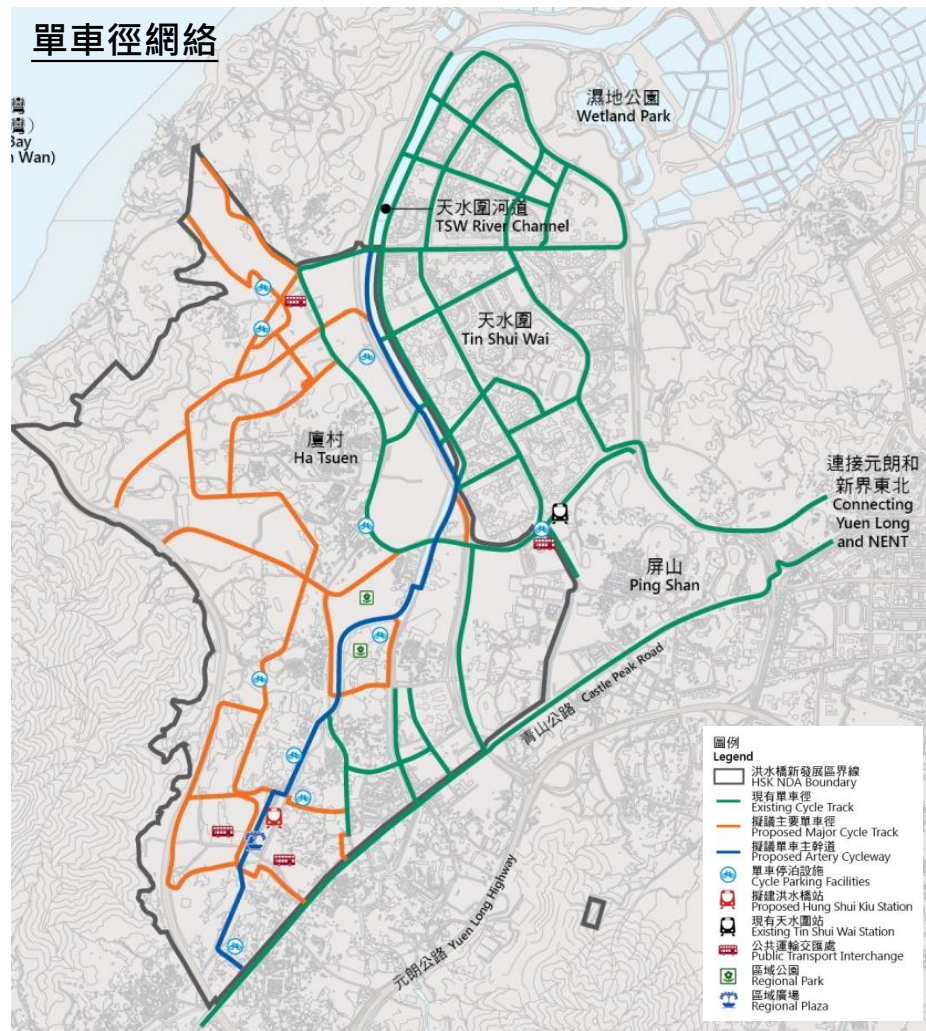 單車徑網絡
灣
灣）
Bay
n Wan)
濕地公園
Wetland Park
天水圍河道
TSW River Channel
天水圍
Tin Shui Wai
廈村
Ha Tsuen
連接元朗和
新界東北
Connecting
Yuen Long
and NENT
屏山
Ping Shan
青山公路 Castle Peak Road
元朗公路 Yuen Long Highway
圖例
Legend
洪水橋新發展區界線
HSK NDA Boundary
現有單車徑
Existing Cycle Track
擬議主要單車徑
Proposed Major Cycle Track
擬議單車主幹道
Proposed Artery Cycleway
單車停泊設施
Cycle Parking Facilities
擬建洪水橋站
Proposed Hung Shui Kiu Station
現有天水圍站
Existing Tin Shui Wai Station
公共運輸交匯處
Public Transport Interchange
區域公園
Regional Park
區域廣場
Regional Plaza